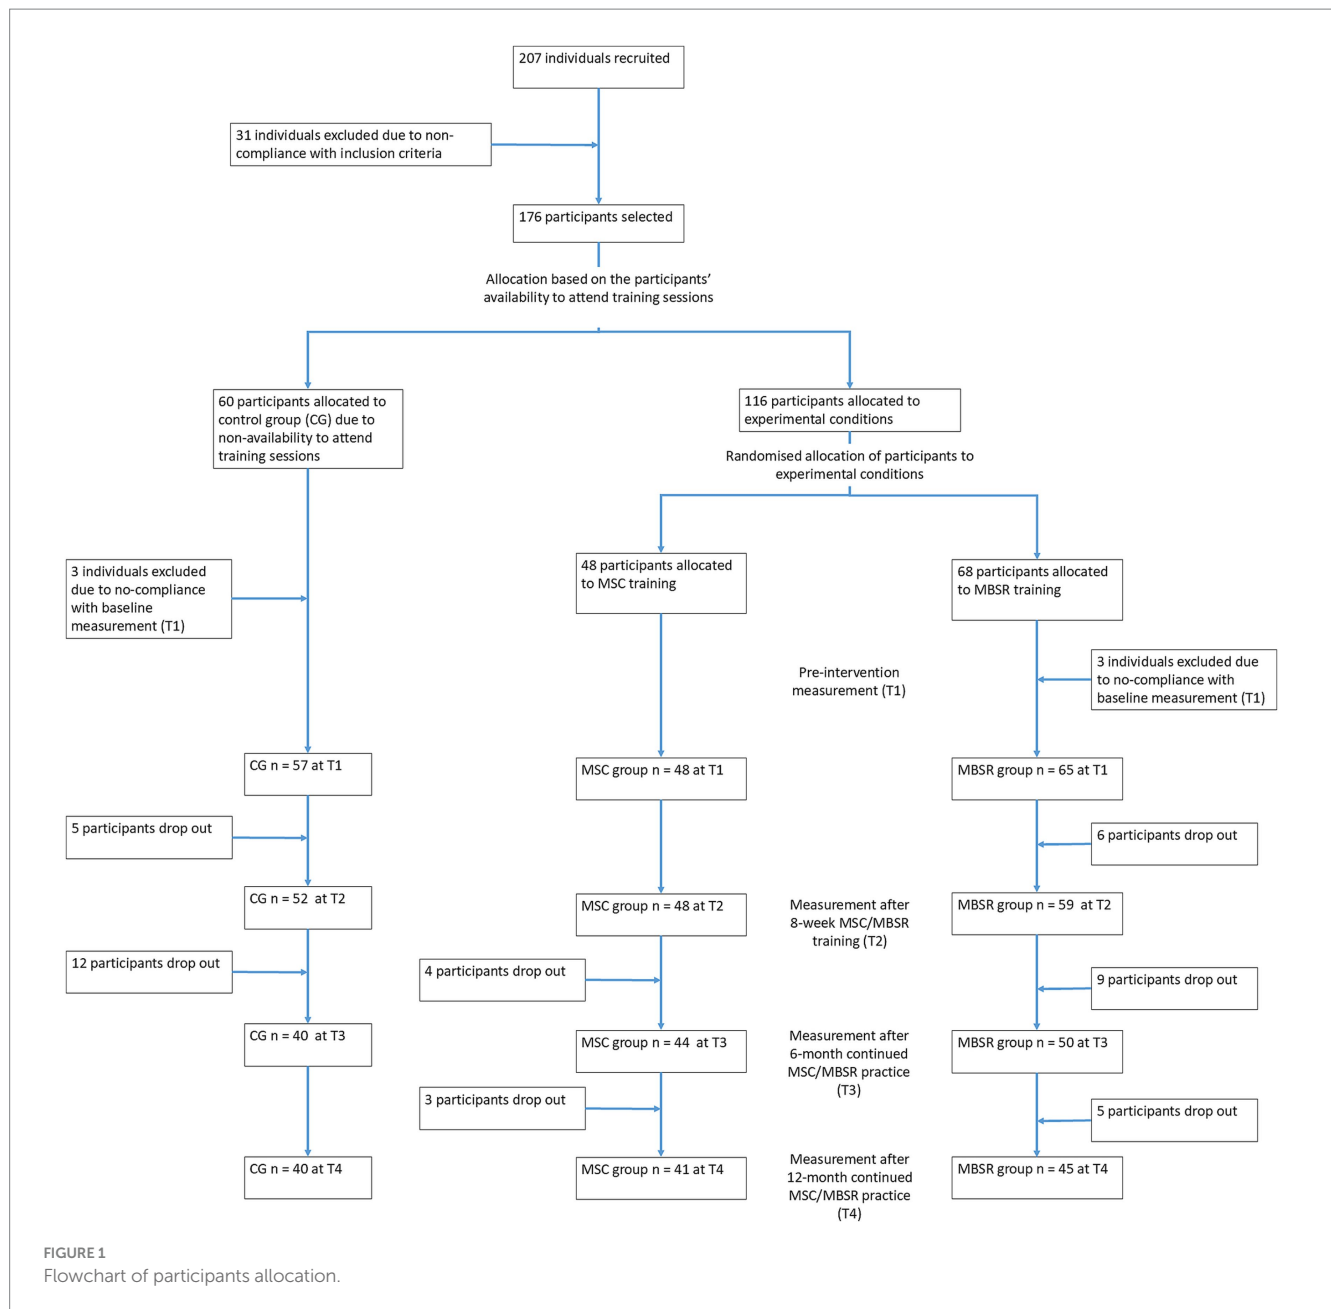 207 individuals recruited
31 individuals excluded due to non-
compliance with inclusion criteria
176 participants selected
Allocation based on the participants’
availability to attend training sessions
60 participants allocated to
control group (CG) due to
non-availability to attend
training sessions
116 participants allocated to
experimental conditions
Randomised allocation of participants to
experimental conditions
3 individuals excluded
due to no-compliance
with baseline
measurement (T1)
48 participants allocated
to MSC training
68 participants allocated
to MBSR training
Pre-intervention
measurement (T1)
3 individuals excluded due
to no-compliance with
baseline measurement (T1)
CG n = 57 at T1
MSC group n = 48 at T1
MBSR group n = 65 at T1
5 participants drop out
6 participants drop out
CG n = 52 at T2
MSC group n = 48 at T2
Measurement after
8-week MSC/MBSR
training (T2)
MBSR group n = 59 at T2
12 participants drop out
4 participants drop out
9 participants drop out
CG n = 40 at T3
MSC group n = 44 at T3
Measurement after
6-month continued
MSC/MBSR practice
(T3)
MBSR group n = 50 at T3
3 participants drop out
5 participants drop out
CG n = 40 at T4
MSC group n = 41 at T4
Measurement after
12-month continued
MSC/MBSR practice
(T4)
MBSR group n = 45 at T4
FIGURE 1
Flowchart of participants allocation.